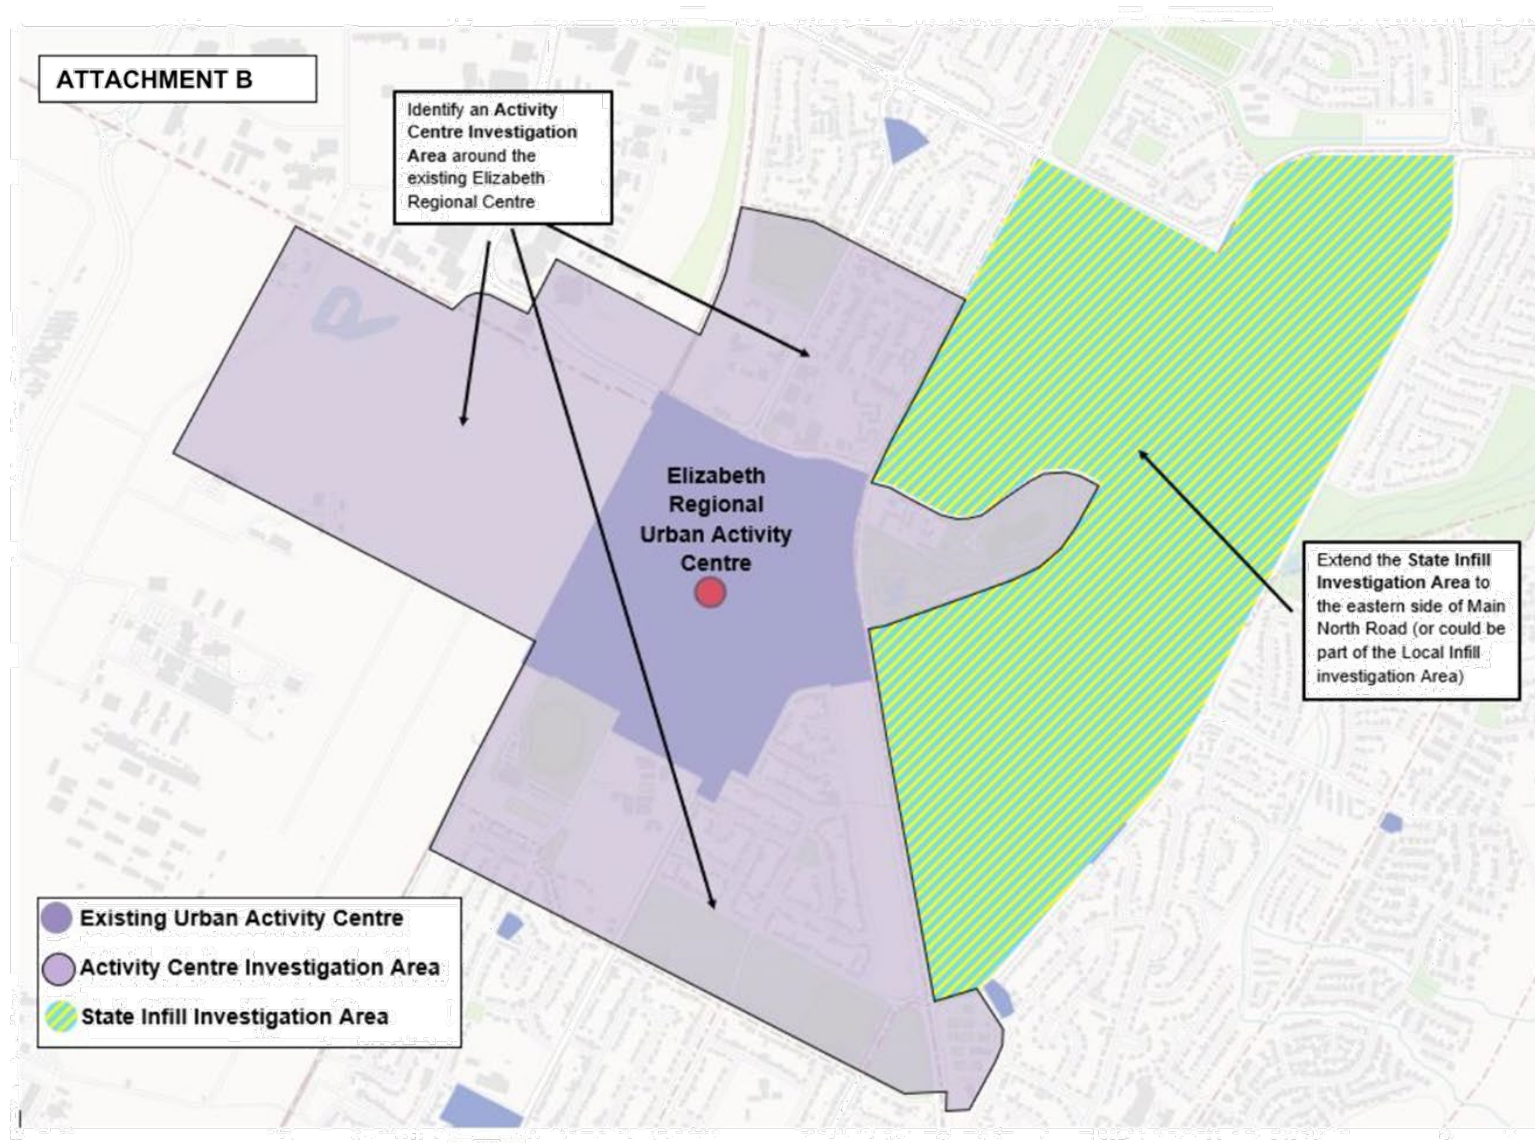 ATTACHMENT B
Identify an Activity
Centre Investigation
Area around the
existing Elizabeth
Regional Centre
Elizabeth
Regional
Urban Activity
Centre
Extend the State Infill
Investigation Area to
the eastern side of Main
North Road (or could be
part of the Local Infill
investigation Area)
Existing Urban Activity Centre
Activity Centre Investigation Area
State Infill Investigation Area